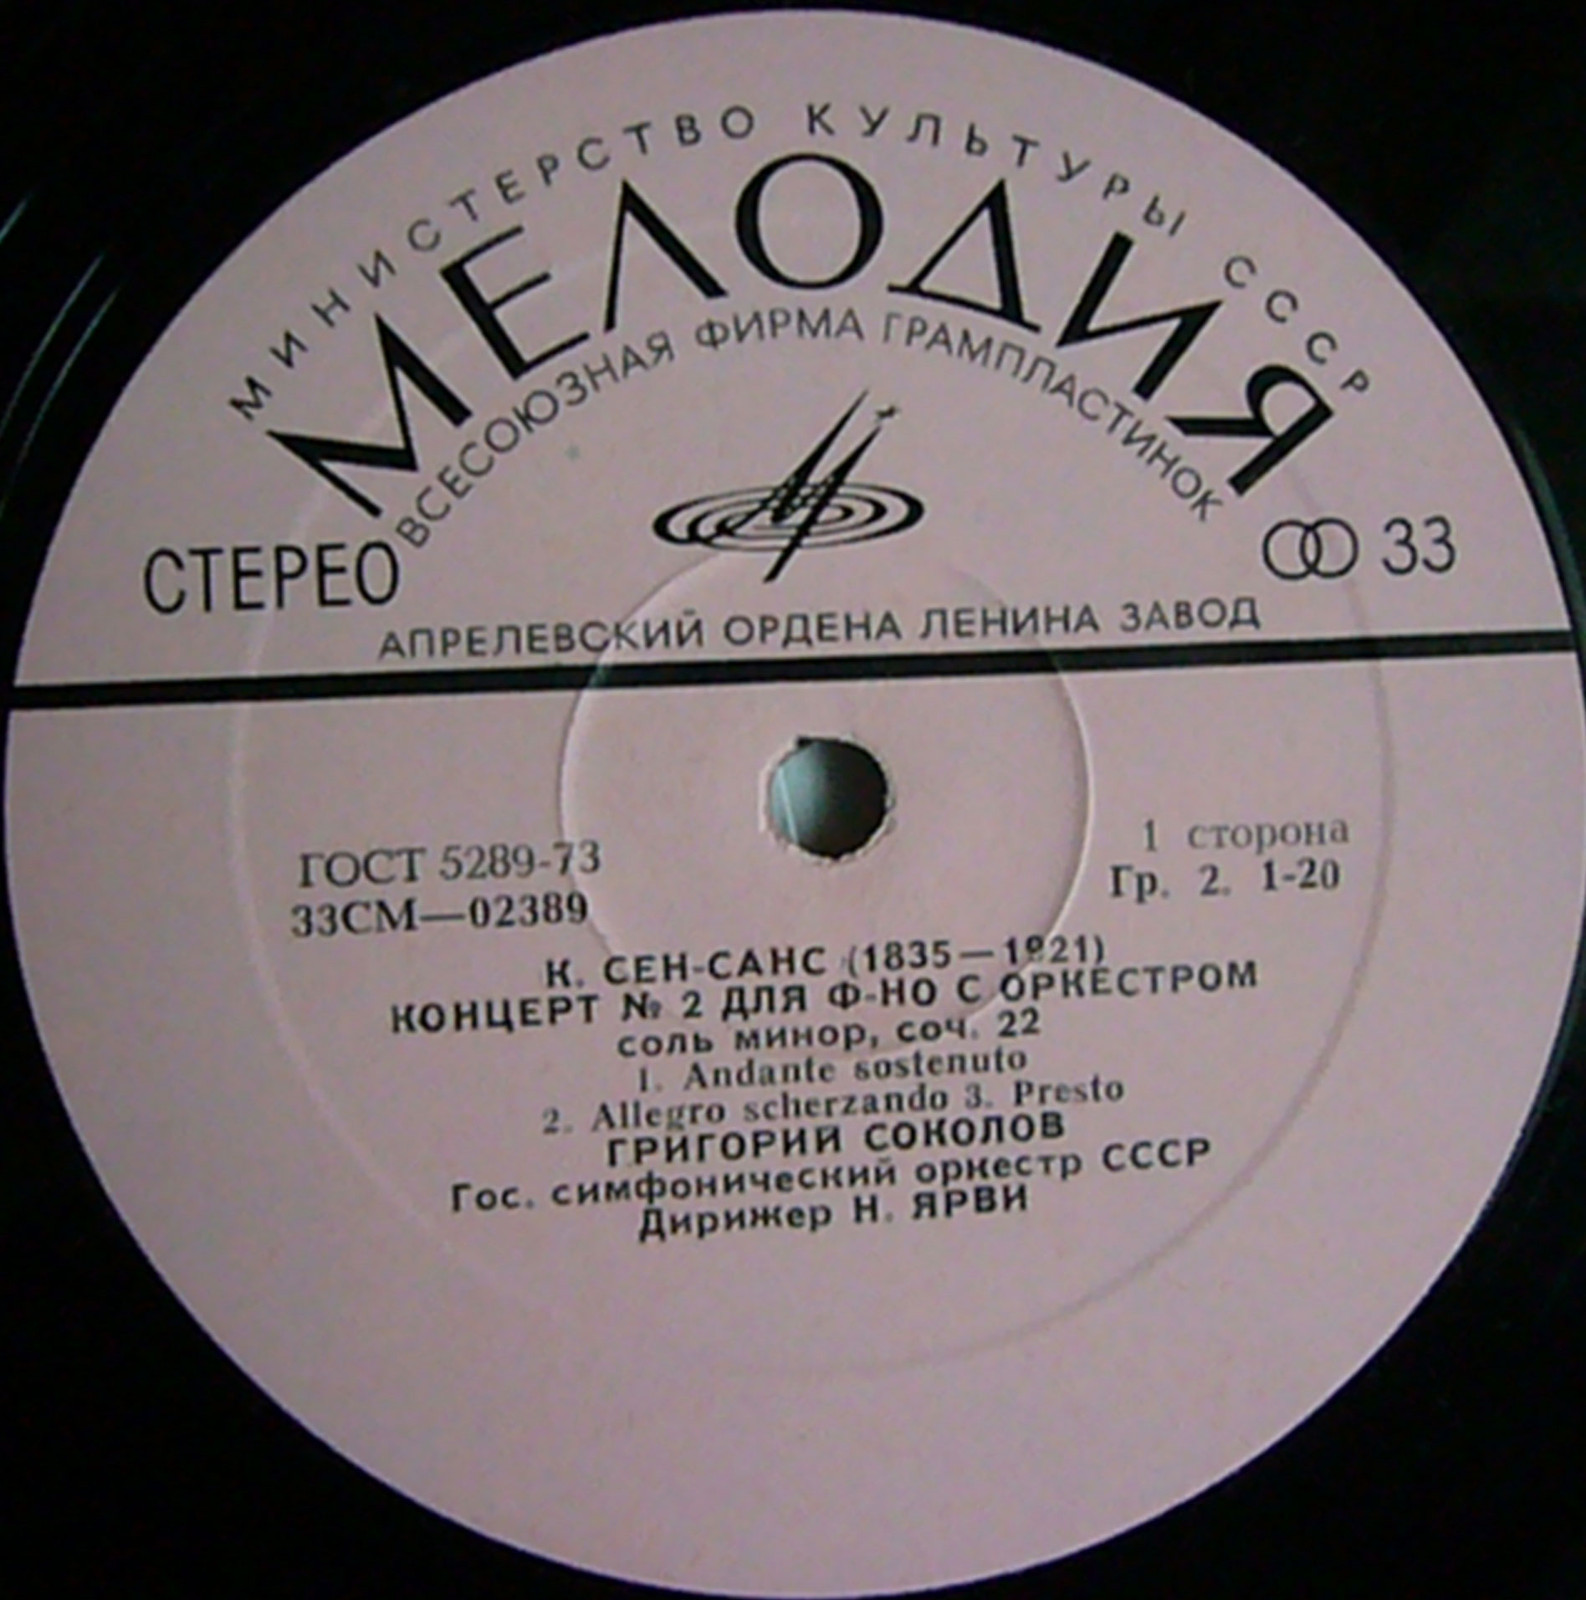 МИНИСТЕРСТВО КУЛЬТУРЫ СССР
МЕЛОДИЯ
ВСЕСОЮЗНАЯ ФИРМА ГРАМПЛАСТИНОК
СТЕРЕО
33
АПРЕЛЕВСКИЙ ОРДЕНА ЛЕНИНА ЗАВОД
ГОСТ 5289-73
33СМ—02389
1 сторона
Гр. 2. 1-20
К. СЕН-САНС (1835—1921)
КОНЦЕРТ № 2 ДЛЯ Ф-НО С ОРКЕСТРОМ
соль минор, соч. 22
1. Andante sostenuto
2. Allegro scherzando 3. Presto
ГРИГОРИЙ СОКОЛОВ
Гос. симфонический оркестр СССР
Дирижер Н. ЯРВИ